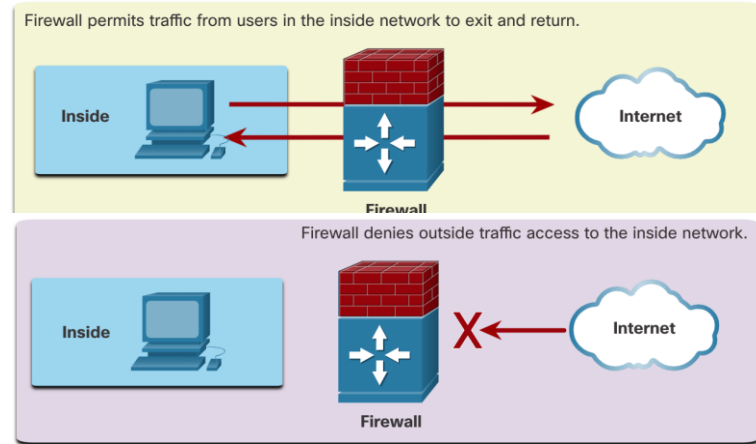 Firewall permits traffic from users in the inside network to exit and return.
Inside
Internet
Firewall
Firewall denies outside traffic access to the inside network.
Inside
X
Internet
Firewall